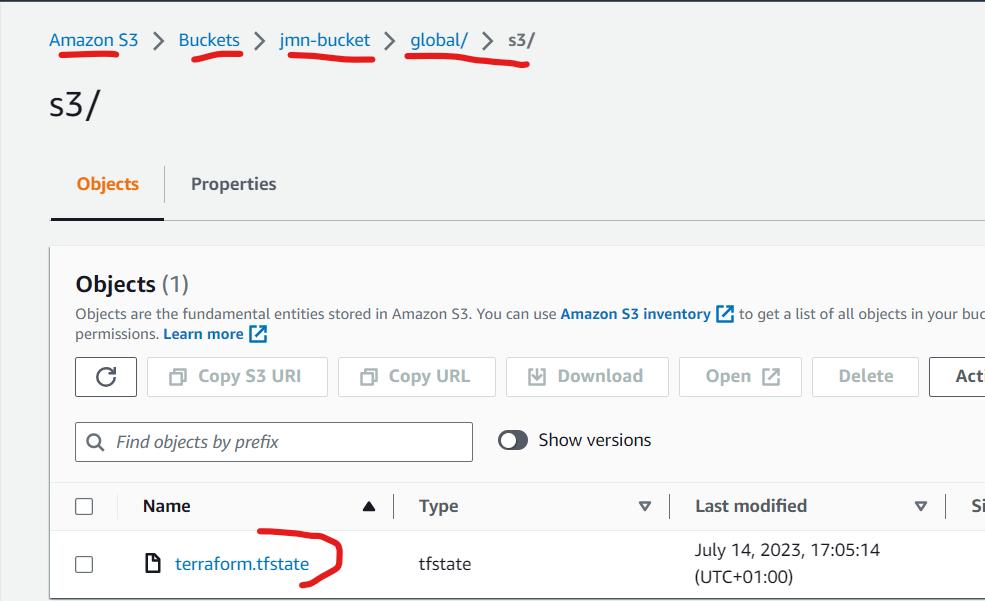 Amazon S3 > Buckets > jmn-bucket > global/ > s3/
s3/
Objects Properties
Objects (1)
Objects are the fundamental entities stored in Amazon S3. You can use Amazon S3 inventory to get a list of all objects in your buc
permissions. Learn more
Copy S3 URI Copy URL Download Open Delete Acti
Find objects by prefix Show versions
Name Type Last modified Si
terraform.tfstate tfstate July 14, 2023, 17:05:14
(UTC+01:00)